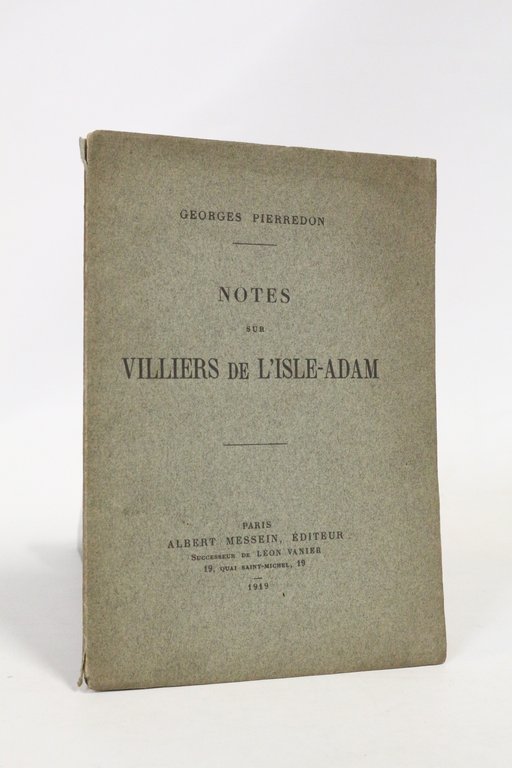 GEORGES PIERREDON
NOTES
SUR
VILLIERS DE L'ISLE-ADAM
PARIS
ALBERT MESSEIN, ÉDITEUR
SUCCESSEUR DE LÉON VANIER
19, QUAI SAINT-MICHEL, 19
1919